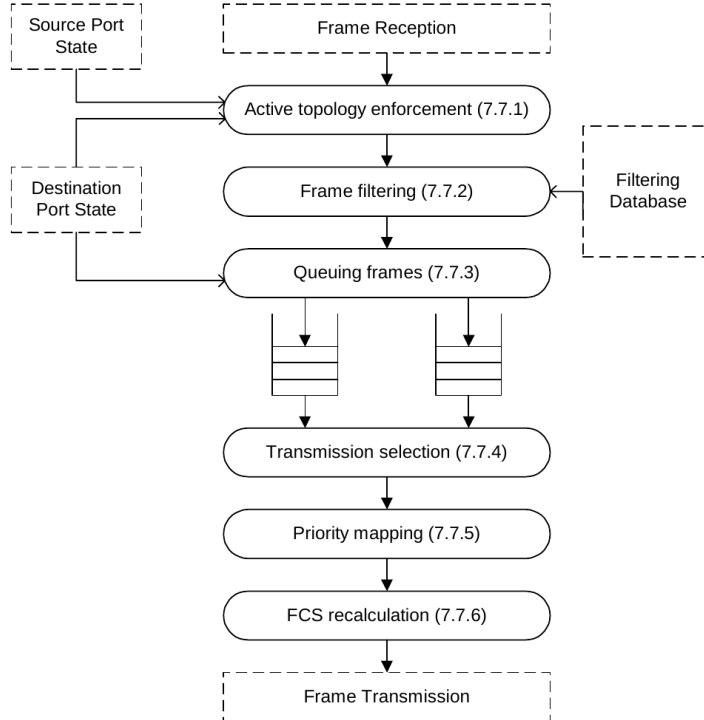 Source Port
State
Frame Reception
Active topology enforcement (7.7.1)
Destination
Port State
Frame filtering (7.7.2)
Filtering
Database
Queuing frames (7.7.3)
Transmission selection (7.7.4)
Priority mapping (7.7.5)
FCS recalculation (7.7.6)
Frame Transmission